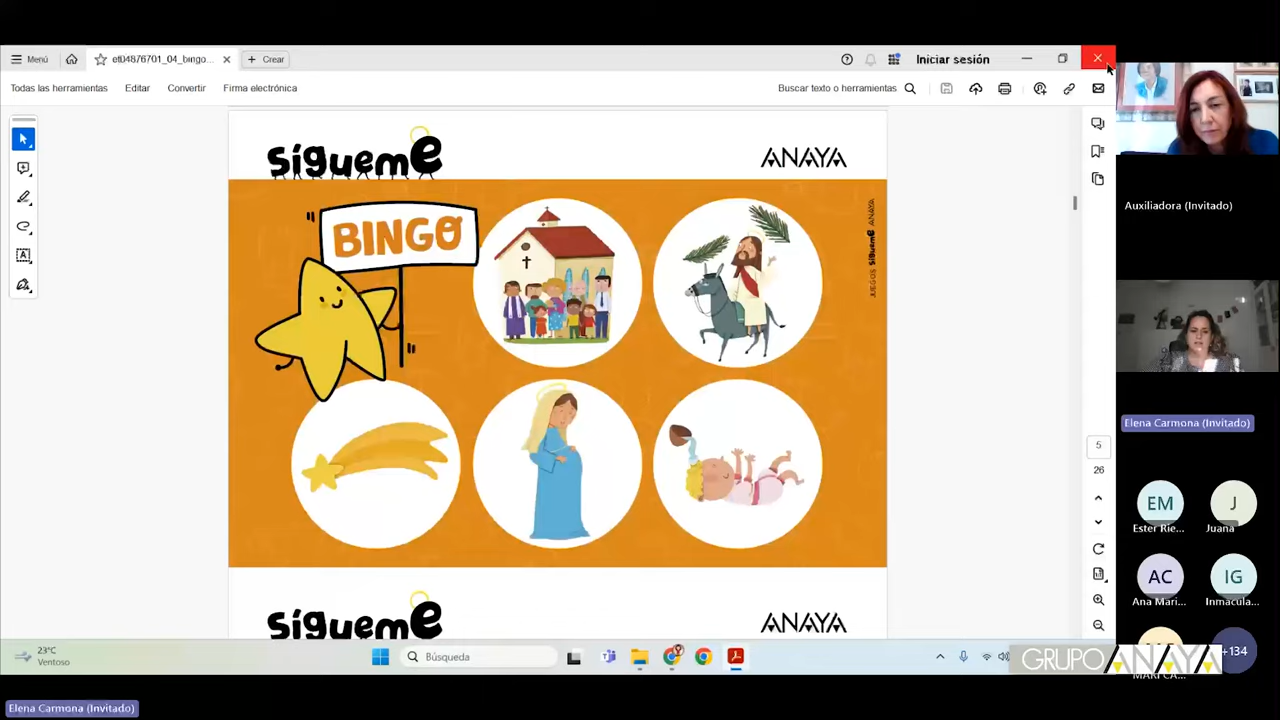 Menú
et04876701_04_bingo...
Crear
Iniciar sesión
Todas las herramientas
Editar
Convertir
Firma electrónica
Buscar texto o herramientas
sígueme
ANAYA
"BINGO"
JUEGOS sígueme ANAYA
5
26
sígueme
ANAYA
23°C
Ventoso
Búsqueda
GRUPO ANAYA
Auxiliadora (Invitado)
Elena Carmona (Invitado)
EM
J
Ester Rie...
Juana
AC
IG
Ana Mari...
Inmacula...
+134
Elena Carmona (Invitado)